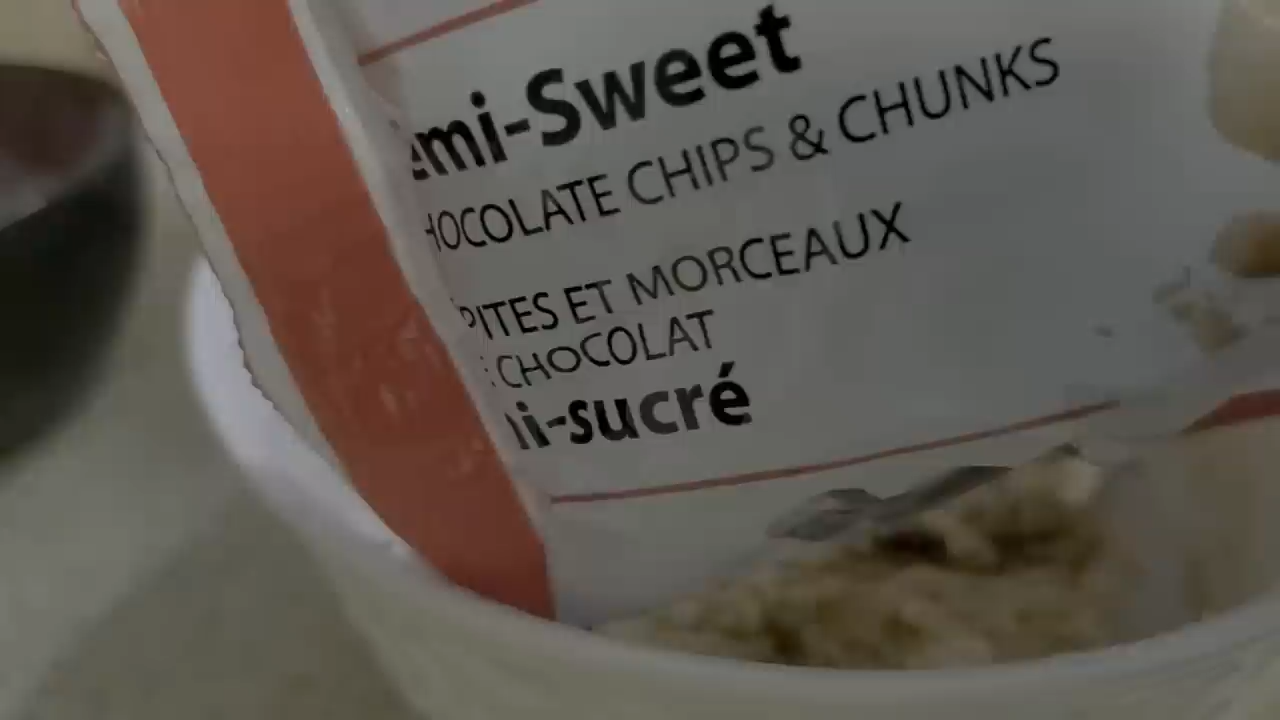 emi-Sweet
HOCOLATE CHIPS & CHUNKS
PITES ET MORCEAUX
CHOCOLAT
i-sucré